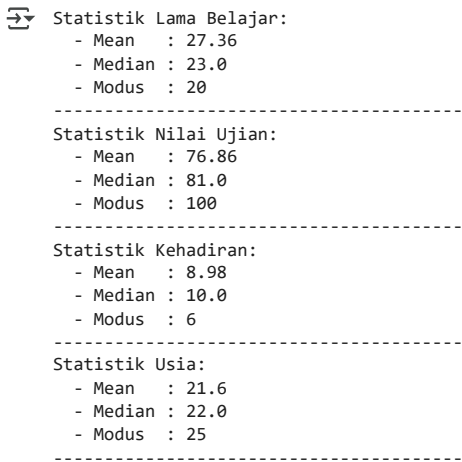 Statistik Lama Belajar:
  - Mean   : 27.36
  - Median : 23.0
  - Modus  : 20
----------------------------------------
Statistik Nilai Ujian:
  - Mean   : 76.86
  - Median : 81.0
  - Modus  : 100
----------------------------------------
Statistik Kehadiran:
  - Mean   : 8.98
  - Median : 10.0
  - Modus  : 6
----------------------------------------
Statistik Usia:
  - Mean   : 21.6
  - Median : 22.0
  - Modus  : 25
----------------------------------------